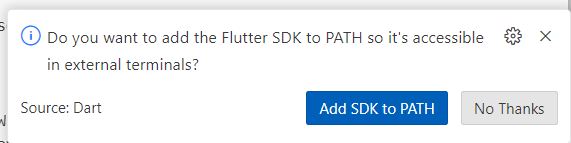 Do you want to add the Flutter SDK to PATH so it's accessible
in external terminals?
Source: Dart
Add SDK to PATH
No Thanks